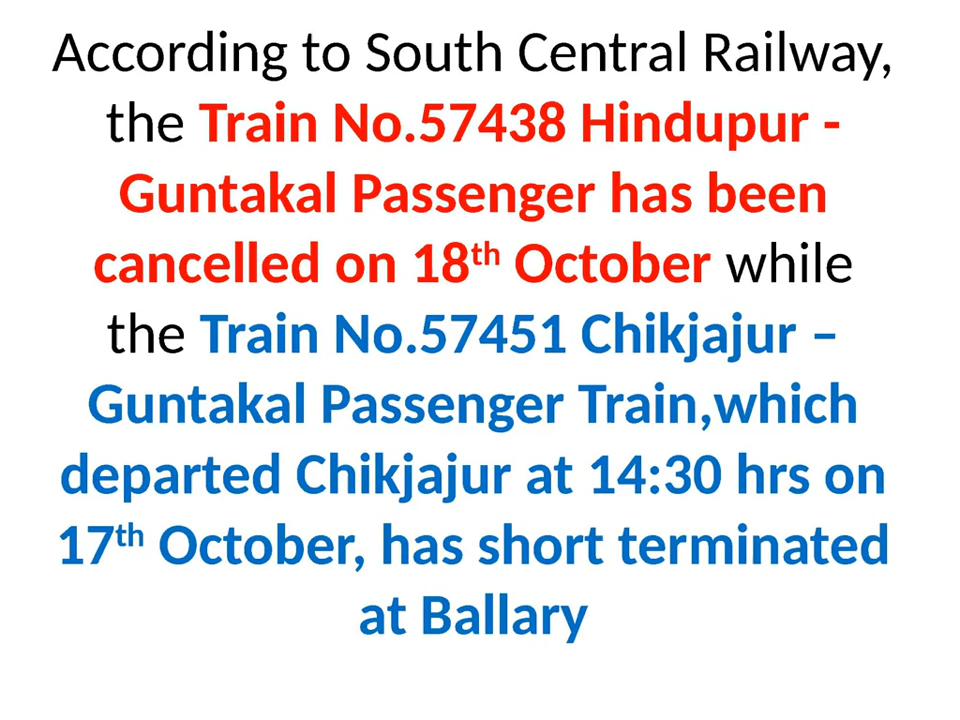 According to South Central Railway,
the Train No.57438 Hindupur -
Guntakal Passenger has been
cancelled on 18th October while
the Train No.57451 Chikjajur –
Guntakal Passenger Train,which
departed Chikjajur at 14:30 hrs on
17th October, has short terminated
at Ballary